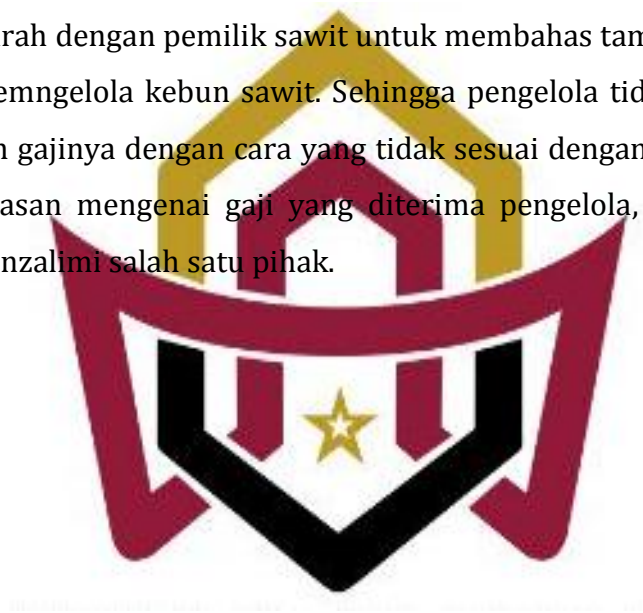 rah dengan pemilik sawit untuk membahas tam
emngelola kebun sawit. Sehingga pengelola tid
n gajinya dengan cara yang tidak sesuai dengan
asan mengenai gaji yang diterima pengelola,
nzalimi salah satu pihak.